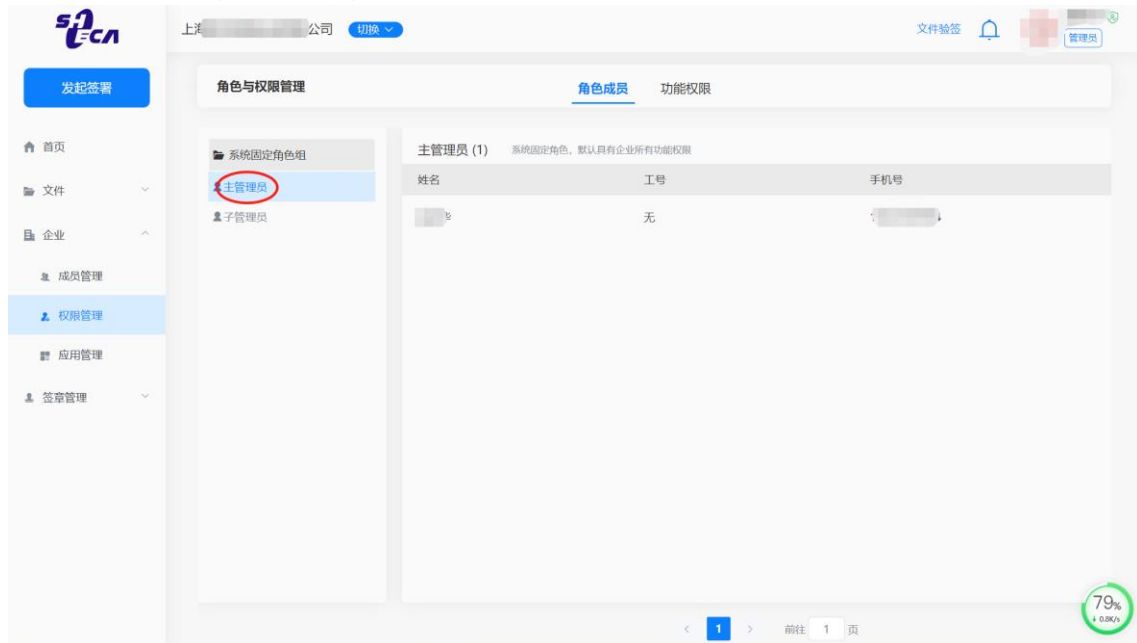 SHECA
上海 公司 切换
文件验签
管理员
发起签署
角色与权限管理
角色成员 功能权限
首页
文件
企业
成员管理
权限管理
应用管理
签章管理
系统固定角色组
主管理员
子管理员
主管理员 (1) 系统固定角色，默认具有企业所有功能权限
姓名 工号 手机号
无
< 1 > 前往 1 页
79%
↓ 0.8K/s